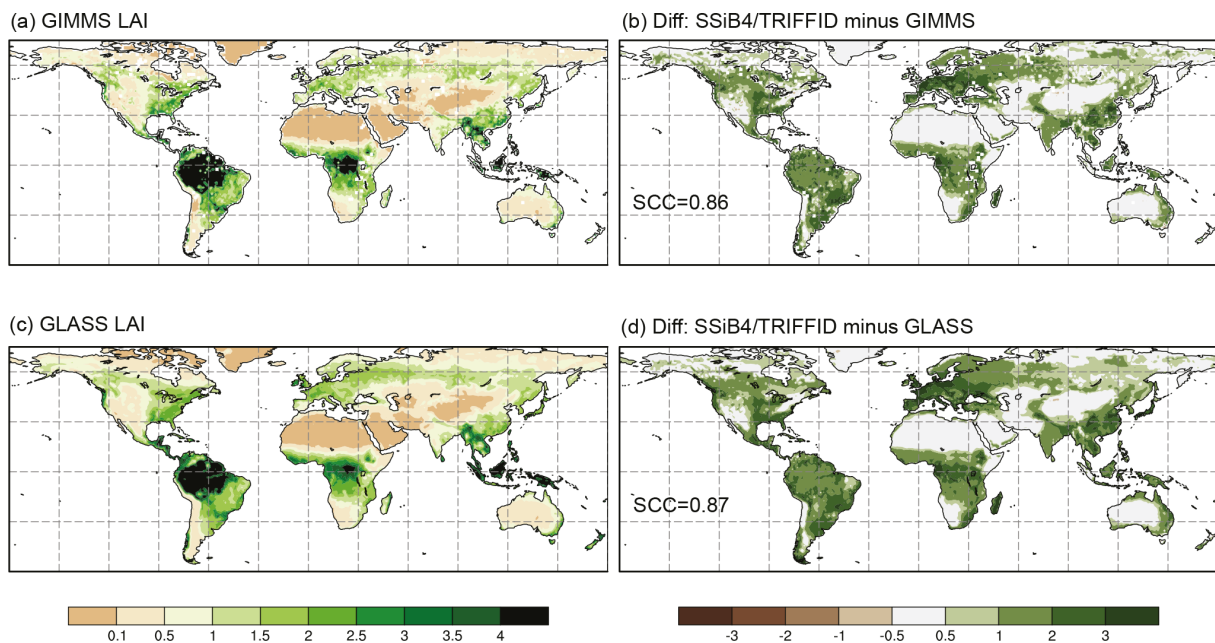 (a) GIMMS LAI
(b) Diff: SSiB4/TRIFFID minus GIMMS
SCC=0.86
(c) GLASS LAI
(d) Diff: SSiB4/TRIFFID minus GLASS
SCC=0.87
0.1 0.5 1 1.5 2 2.5 3 3.5 4
-3 -2 -1 -0.5 0.5 1 2 3